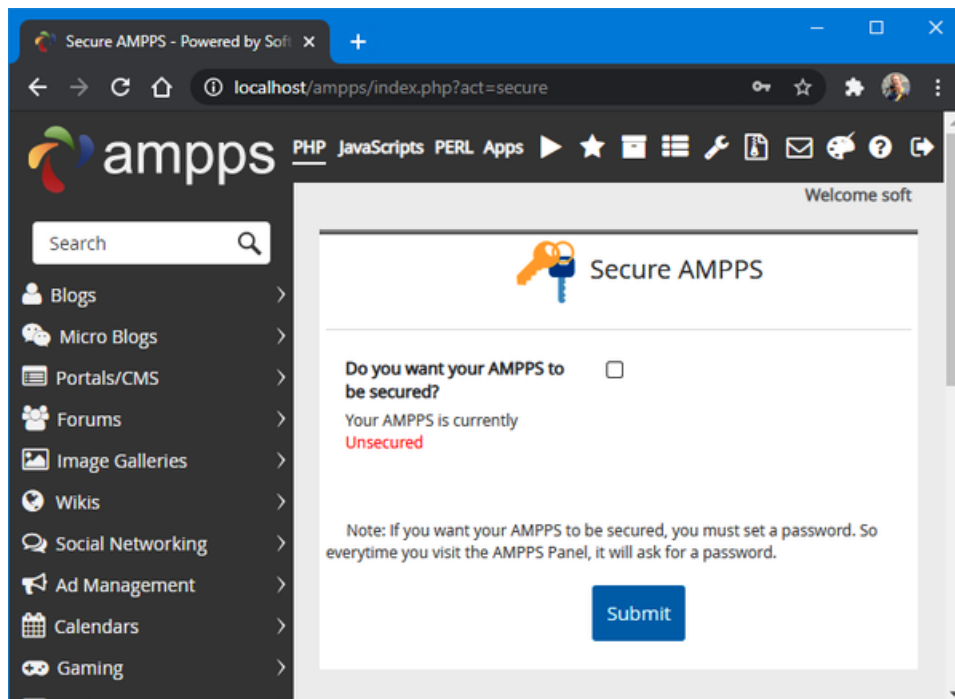 Secure AMPPS - Powered by Soft
localhost/ampps/index.php?act=secure
ampps
PHP JavaScripts PERL Apps
Welcome soft
Search
Secure AMPPS
Blogs
Micro Blogs
Portals/CMS
Forums
Image Galleries
Wikis
Social Networking
Ad Management
Calendars
Gaming
Do you want your AMPPS to
be secured?
Your AMPPS is currently
Unsecured
Note: If you want your AMPPS to be secured, you must set a password. So
everytime you visit the AMPPS Panel, it will ask for a password.
Submit